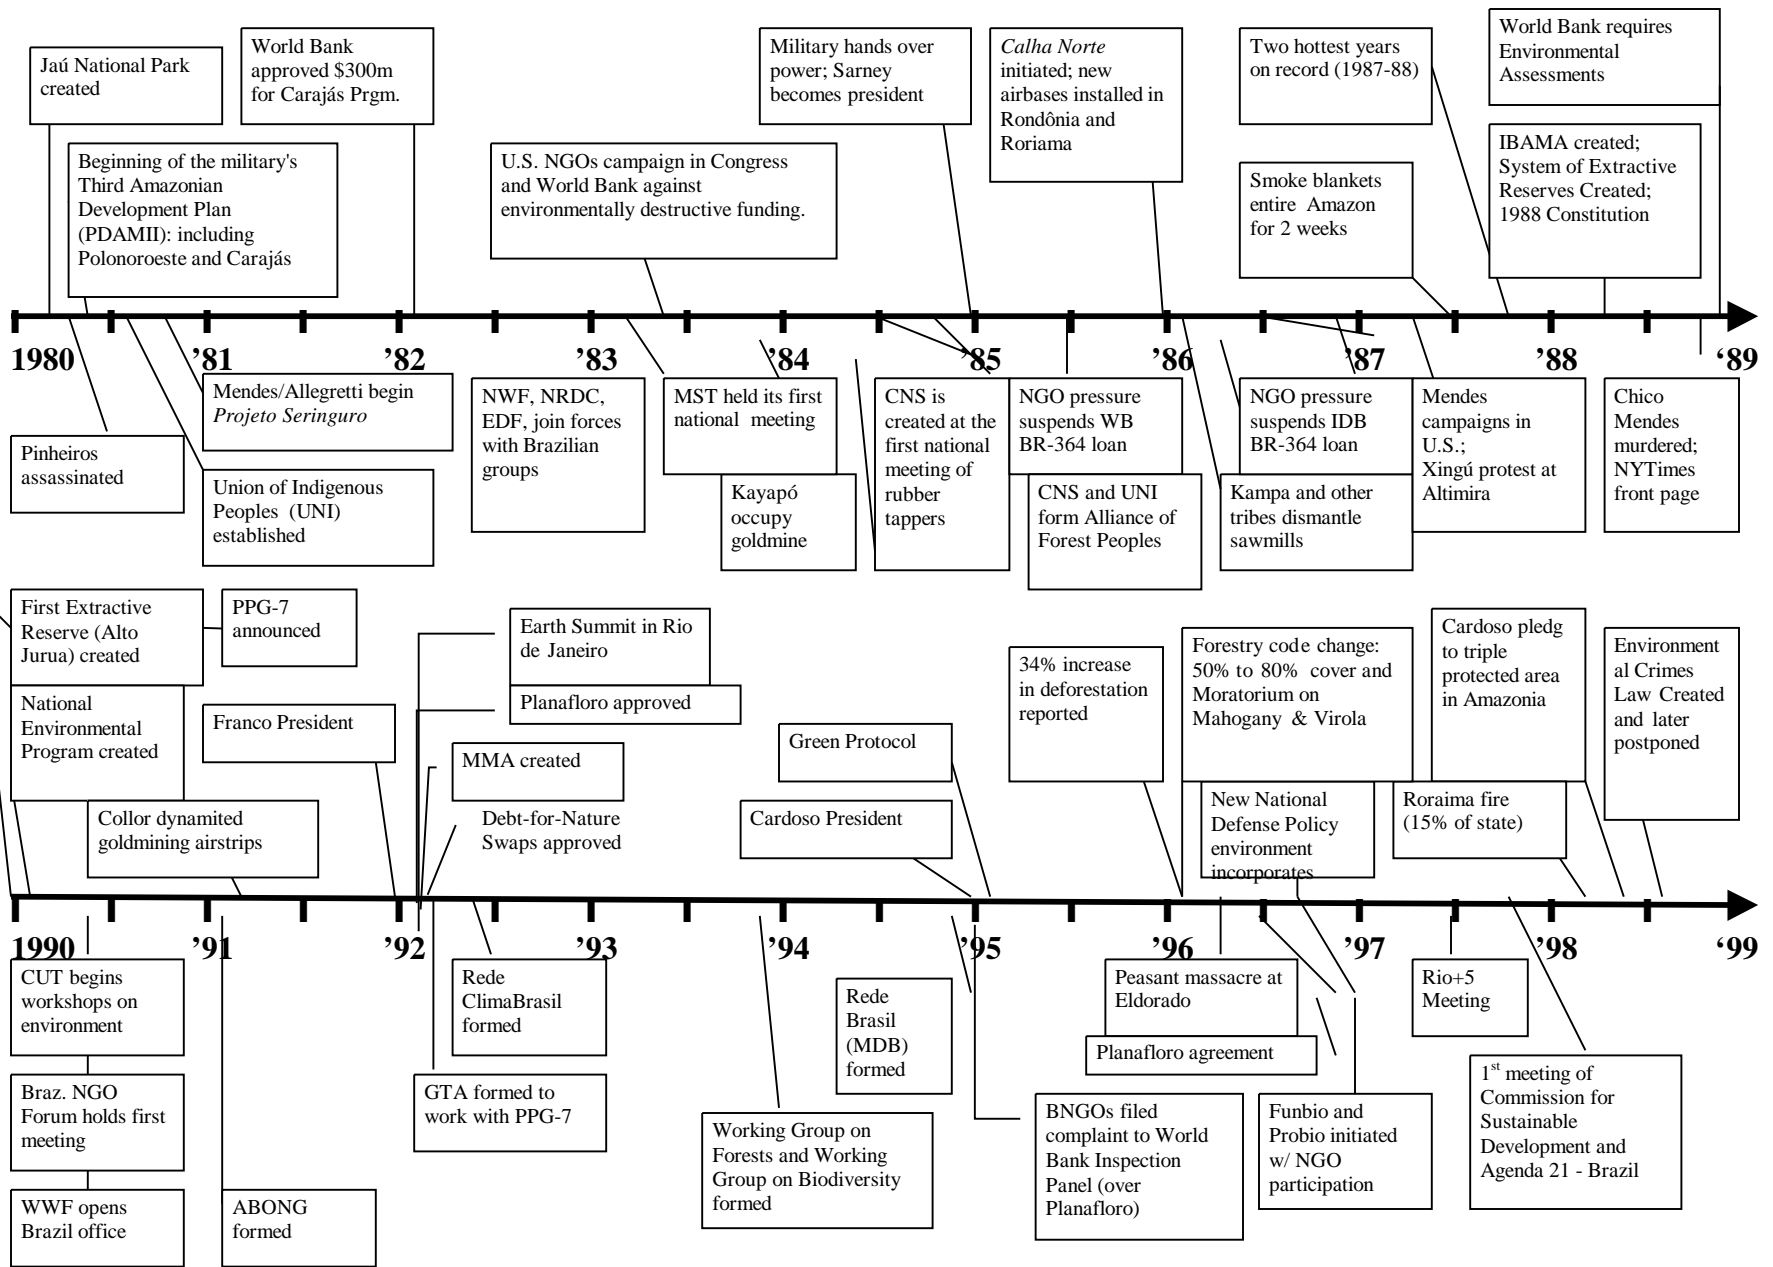 Jaú National Park
created
World Bank
approved $300m
for Carajás Prgm.
Military hands over
power; Sarney
becomes president
Calha Norte
initiated; new
airbases installed in
Rondônia and
Roriama
Two hottest years
on record (1987-88)
World Bank requires
Environmental
Assessments
Beginning of the military's
Third Amazonian
Development Plan
(PDAMII): including
Polonoroeste and Carajás
U.S. NGOs campaign in Congress
and World Bank against
environmentally destructive funding.
Smoke blankets
entire Amazon
for 2 weeks
IBAMA created;
System of Extractive
Reserves Created;
1988 Constitution
1980 ’81 ’82 ’83 ’84 ’85 ’86 ’87 ’88 ‘89
Pinheiros
assassinated
Mendes/Allegretti begin
Projeto Seringuro
Union of Indigenous
Peoples (UNI)
established
NWF, NRDC,
EDF, join forces
with Brazilian
groups
MST held its first
national meeting
Kayapó
occupy
goldmine
CNS is
created at the
first national
meeting of
rubber
tappers
NGO pressure
suspends WB
BR-364 loan
CNS and UNI
form Alliance of
Forest Peoples
NGO pressure
suspends IDB
BR-364 loan
Kampa and other
tribes dismantle
sawmills
Mendes
campaigns in
U.S.;
Xingú protest at
Altimira
Chico
Mendes
murdered;
NYTimes
front page
First Extractive
Reserve (Alto
Jurua) created
PPG-7
announced
National
Environmental
Program created
Franco President
Collor dynamited
goldmining airstrips
Earth Summit in Rio
de Janeiro
Planafloro approved
MMA created
Debt-for-Nature
Swaps approved
Green Protocol
Cardoso President
34% increase
in deforestation
reported
Forestry code change:
50% to 80% cover and
Moratorium on
Mahogany & Virola
New National
Defense Policy
environment
incorporates
Cardoso pledg
to triple
protected area
in Amazonia
Roraima fire
(15% of state)
Environment
al Crimes
Law Created
and later
postponed
1990 ’91 ’92 ’93 ’94 ’95 ’96 ’97 ’98 ‘99
CUT begins
workshops on
environment
Braz. NGO
Forum holds first
meeting
WWF opens
Brazil office
ABONG
formed
Rede
ClimaBrasil
formed
GTA formed to
work with PPG-7
Working Group on
Forests and Working
Group on Biodiversity
formed
Rede
Brasil
(MDB)
formed
BNGOs filed
complaint to World
Bank Inspection
Panel (over
Planafloro)
Peasant massacre at
Eldorado
Planafloro agreement
Funbio and
Probio initiated
w/ NGO
participation
Rio+5
Meeting
1st meeting of
Commission for
Sustainable
Development and
Agenda 21 - Brazil